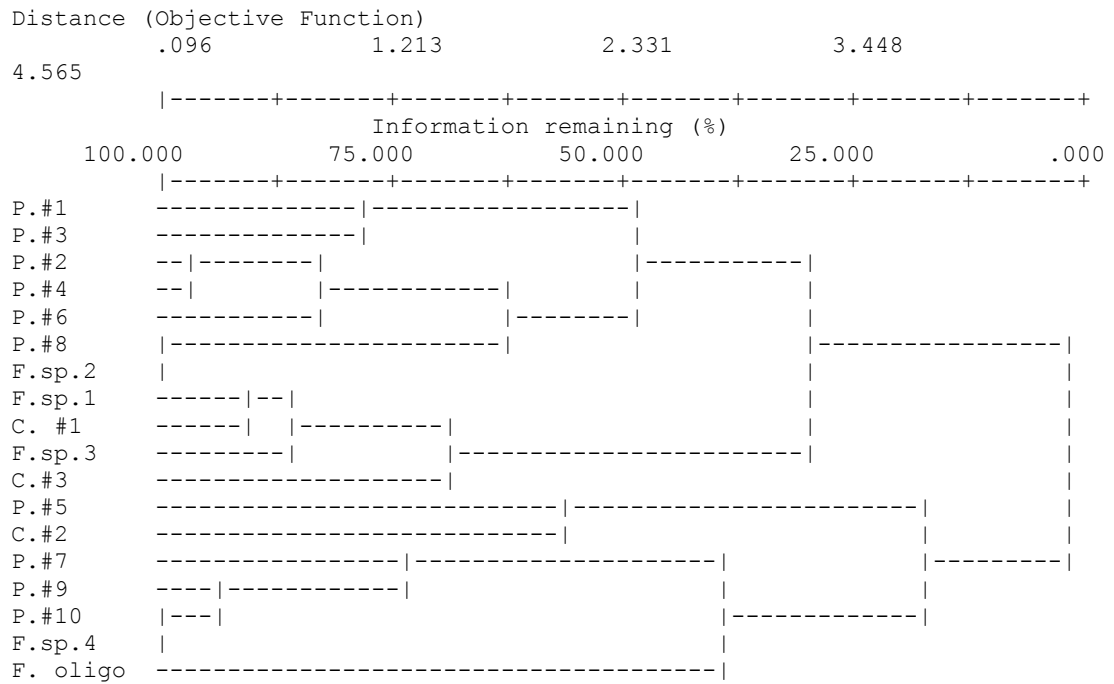 Distance (Objective Function)
          .096           1.213          2.331          3.448
4.565
          |-------+-------+-------+-------+-------+-------+-------+-------+
                        Information remaining (%)
     100.000          75.000          50.000          25.000          .000
          |-------+-------+-------+-------+-------+-------+-------+-------+
P.#1      --------------|------------------|
P.#3      --------------|                  |
P.#2      --|--------|                     |-----------|
P.#4      --|        |------------|        |           |
P.#6      -----------|            |--------|           |
P.#8      |-----------------------|                    |-----------------|
F.sp.2    |                                            |                 |
F.sp.1    ------|--|                                   |                 |
C. #1     ------|  |----------|                        |                 |
F.sp.3    ---------|          |------------------------|                 |
C.#3      --------------------|                                          |
P.#5      ----------------------------|------------------------|         |
C.#2      ----------------------------|                        |         |
P.#7      -----------------|---------------------|             |---------|
P.#9      ----|------------|                     |             |
P.#10     |---|                                  |-------------|
F.sp.4    |                                      |
F. oligo  ---------------------------------------|